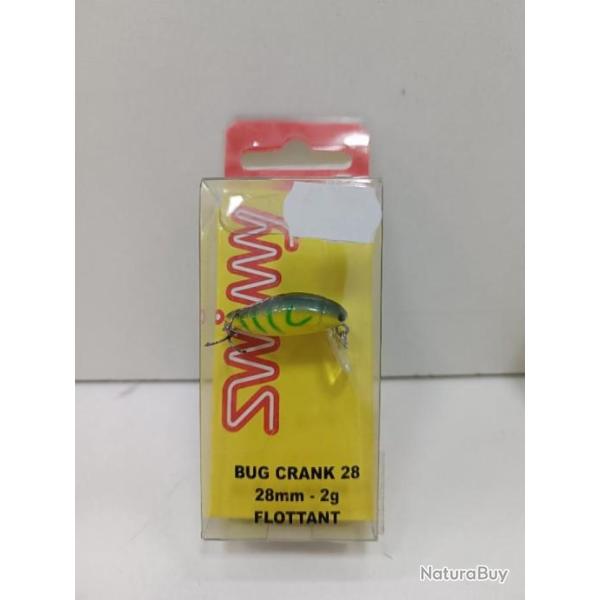 swimy
BUG CRANK 28
28mm - 2g
FLOTTANT
NaturaBuy